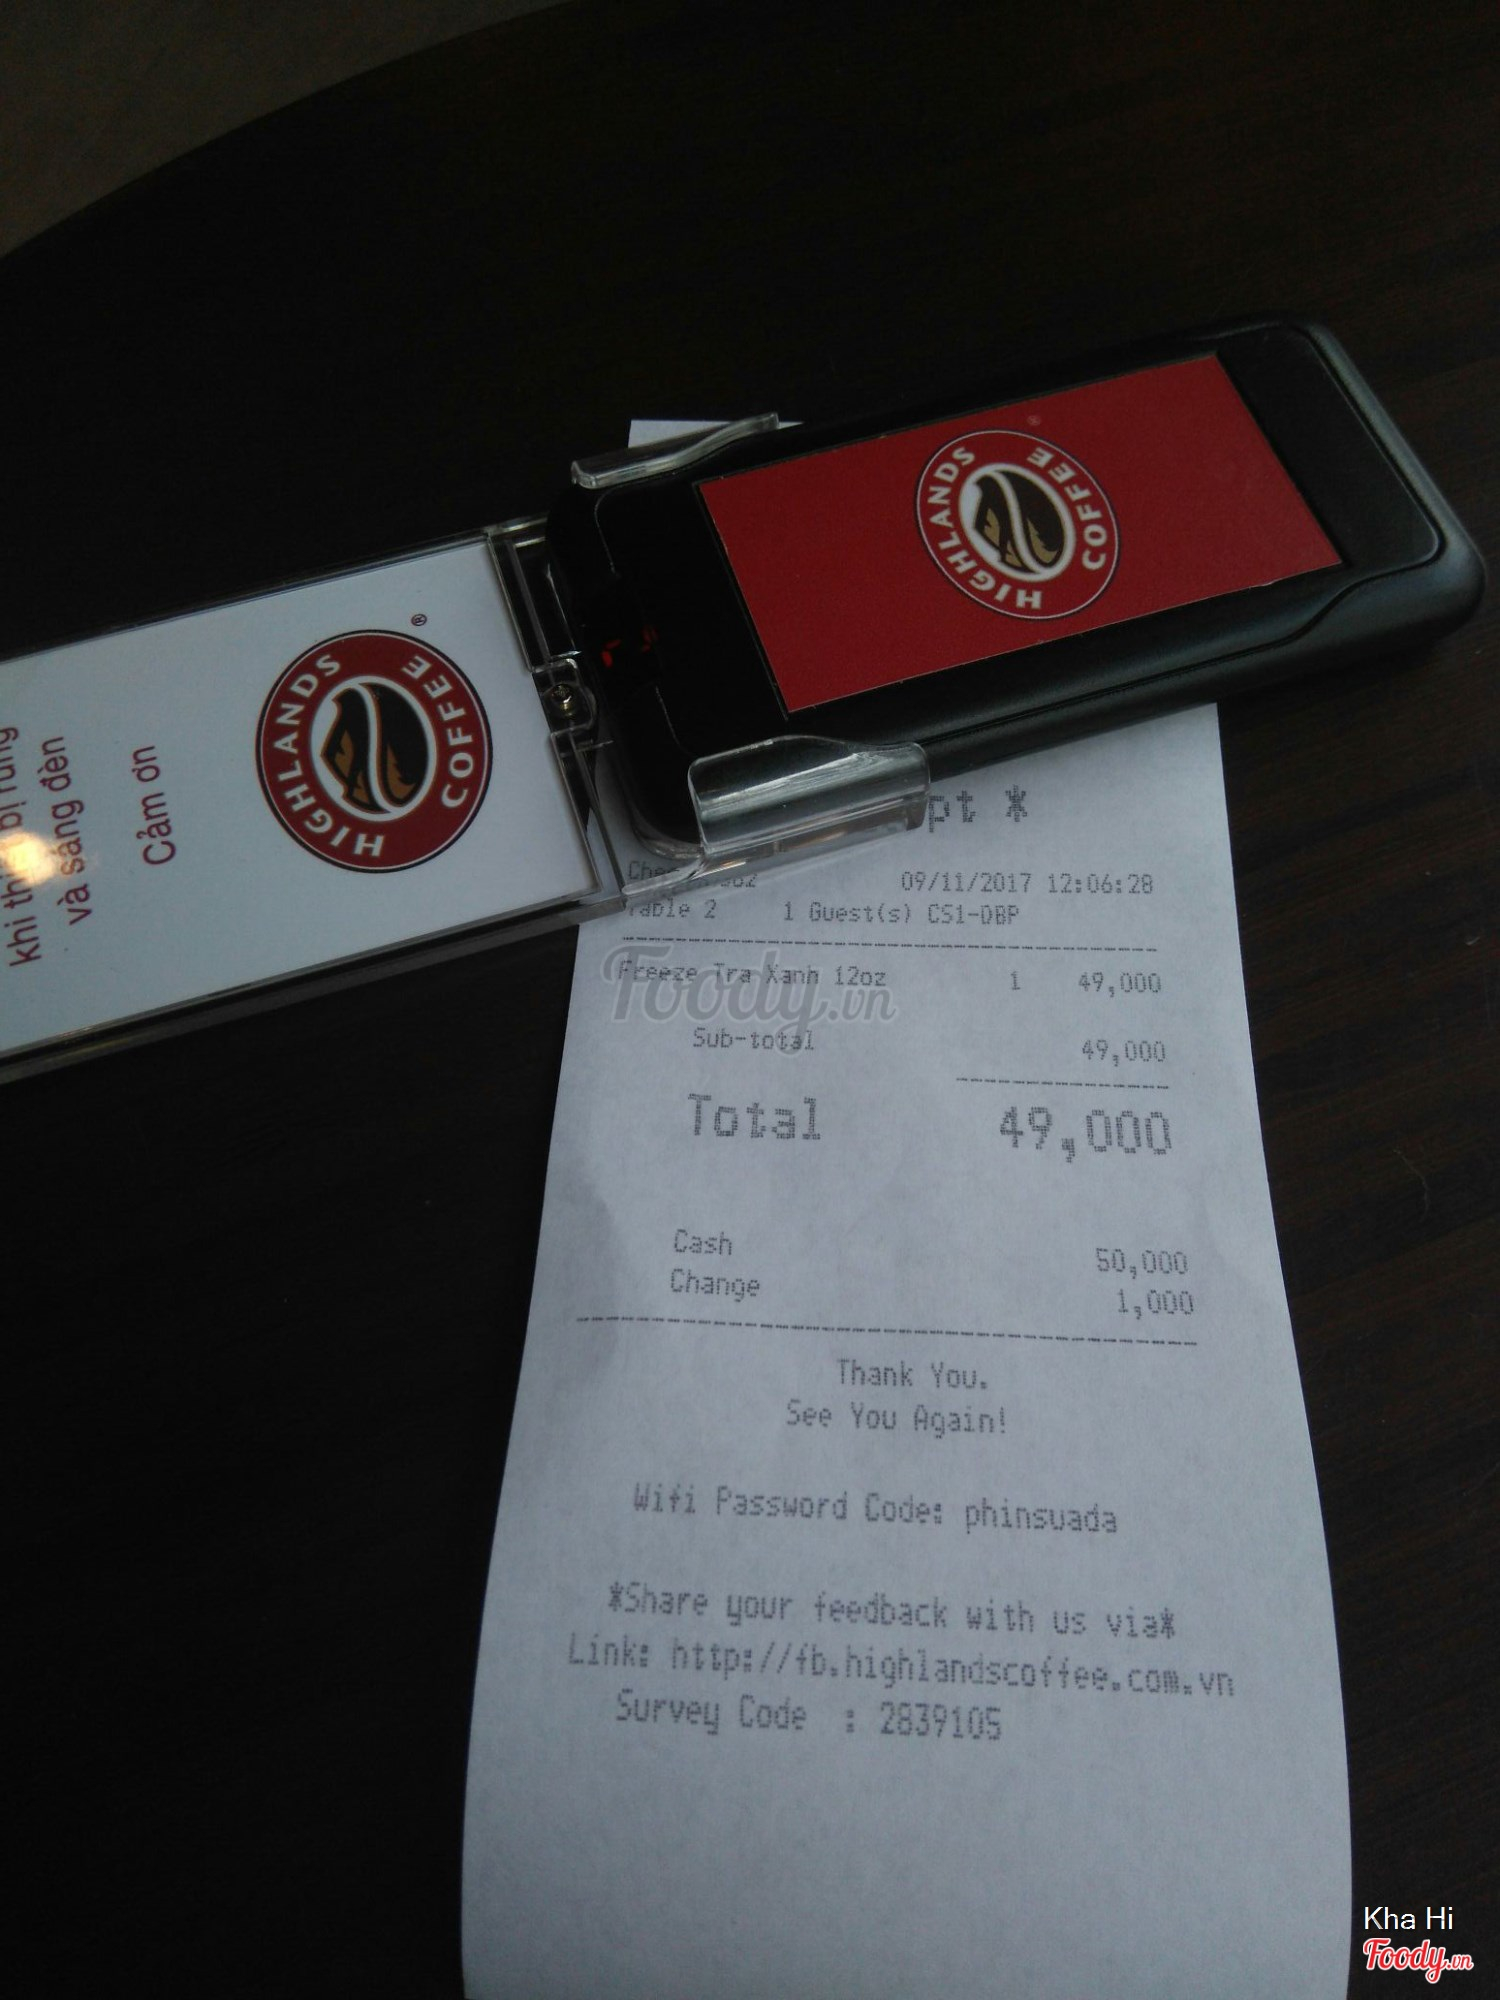 HIGHLANDS COFFEE
®
HIGHLANDS COFFEE
®
Cảm ơn
và sáng đèn
khi thiết bị rung
pt *
09/11/2017 12:06:28
Table 2 1 Guest(s) CS1-DBP
Freeze Tra Xanh 12oz 1 49,000
Sub-total 49,000
Total 49,000
Cash 50,000
Change 1,000
Thank You.
See You Again!
Wifi Password Code: phinsuada
*Share your feedback with us via*
Link: http://fb.highlandscoffee.com.vn
Survey Code : 2839105
Foody.vn
Kha Hi
Foody.vn